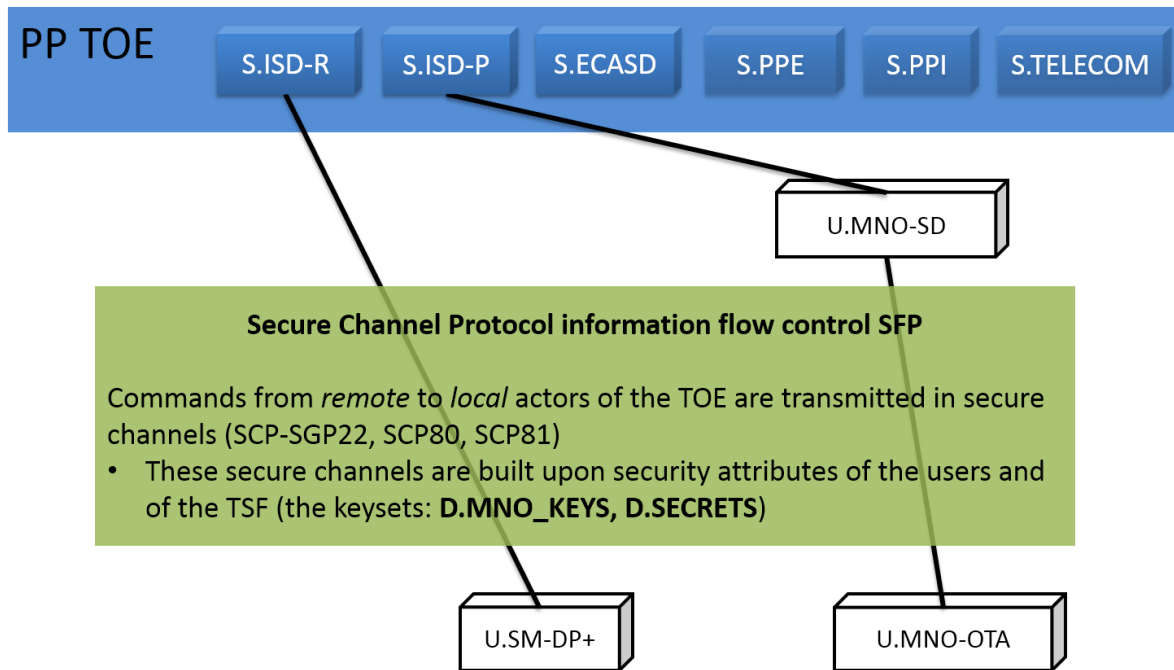 PP TOE
S.ISD-R
S.ISD-P
S.ECASD
S.PPE
S.PPI
S.TELECOM
U.MNO-SD
Secure Channel Protocol information flow control SFP
Commands from remote to local actors of the TOE are transmitted in secure
channels (SCP-SGP22, SCP80, SCP81)
• These secure channels are built upon security attributes of the users and
of the TSF (the keysets: D.MNO_KEYS, D.SECRETS)
U.SM-DP+
U.MNO-OTA